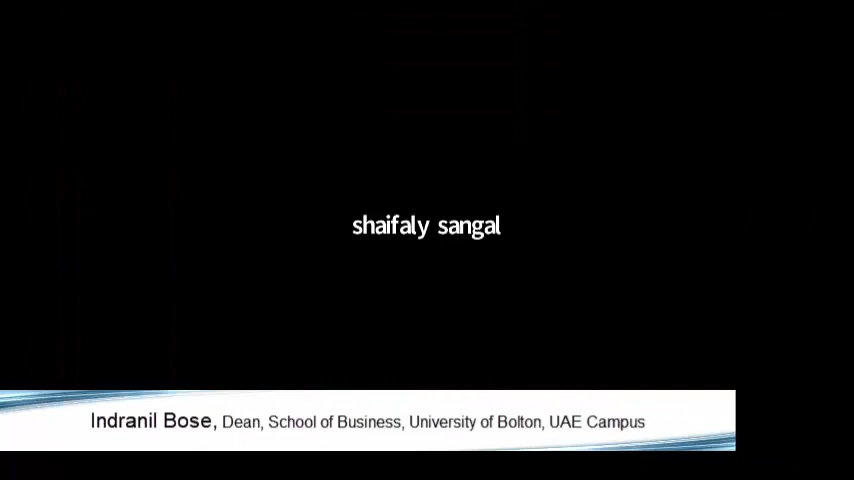 shaifaly sangal
Indranil Bose, Dean, School of Business, University of Bolton, UAE Campus